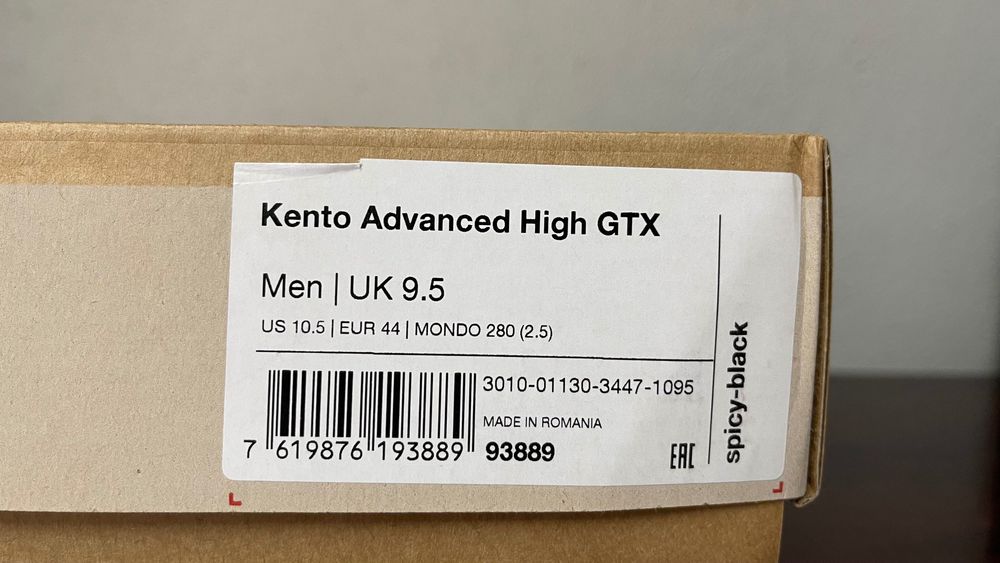 Kento Advanced High GTX
Men | UK 9.5
US 10.5 | EUR 44 | MONDO 280 (2.5)
3010-01130-3447-1095
MADE IN ROMANIA
7 619876 193889
93889
EAC
spicy-black